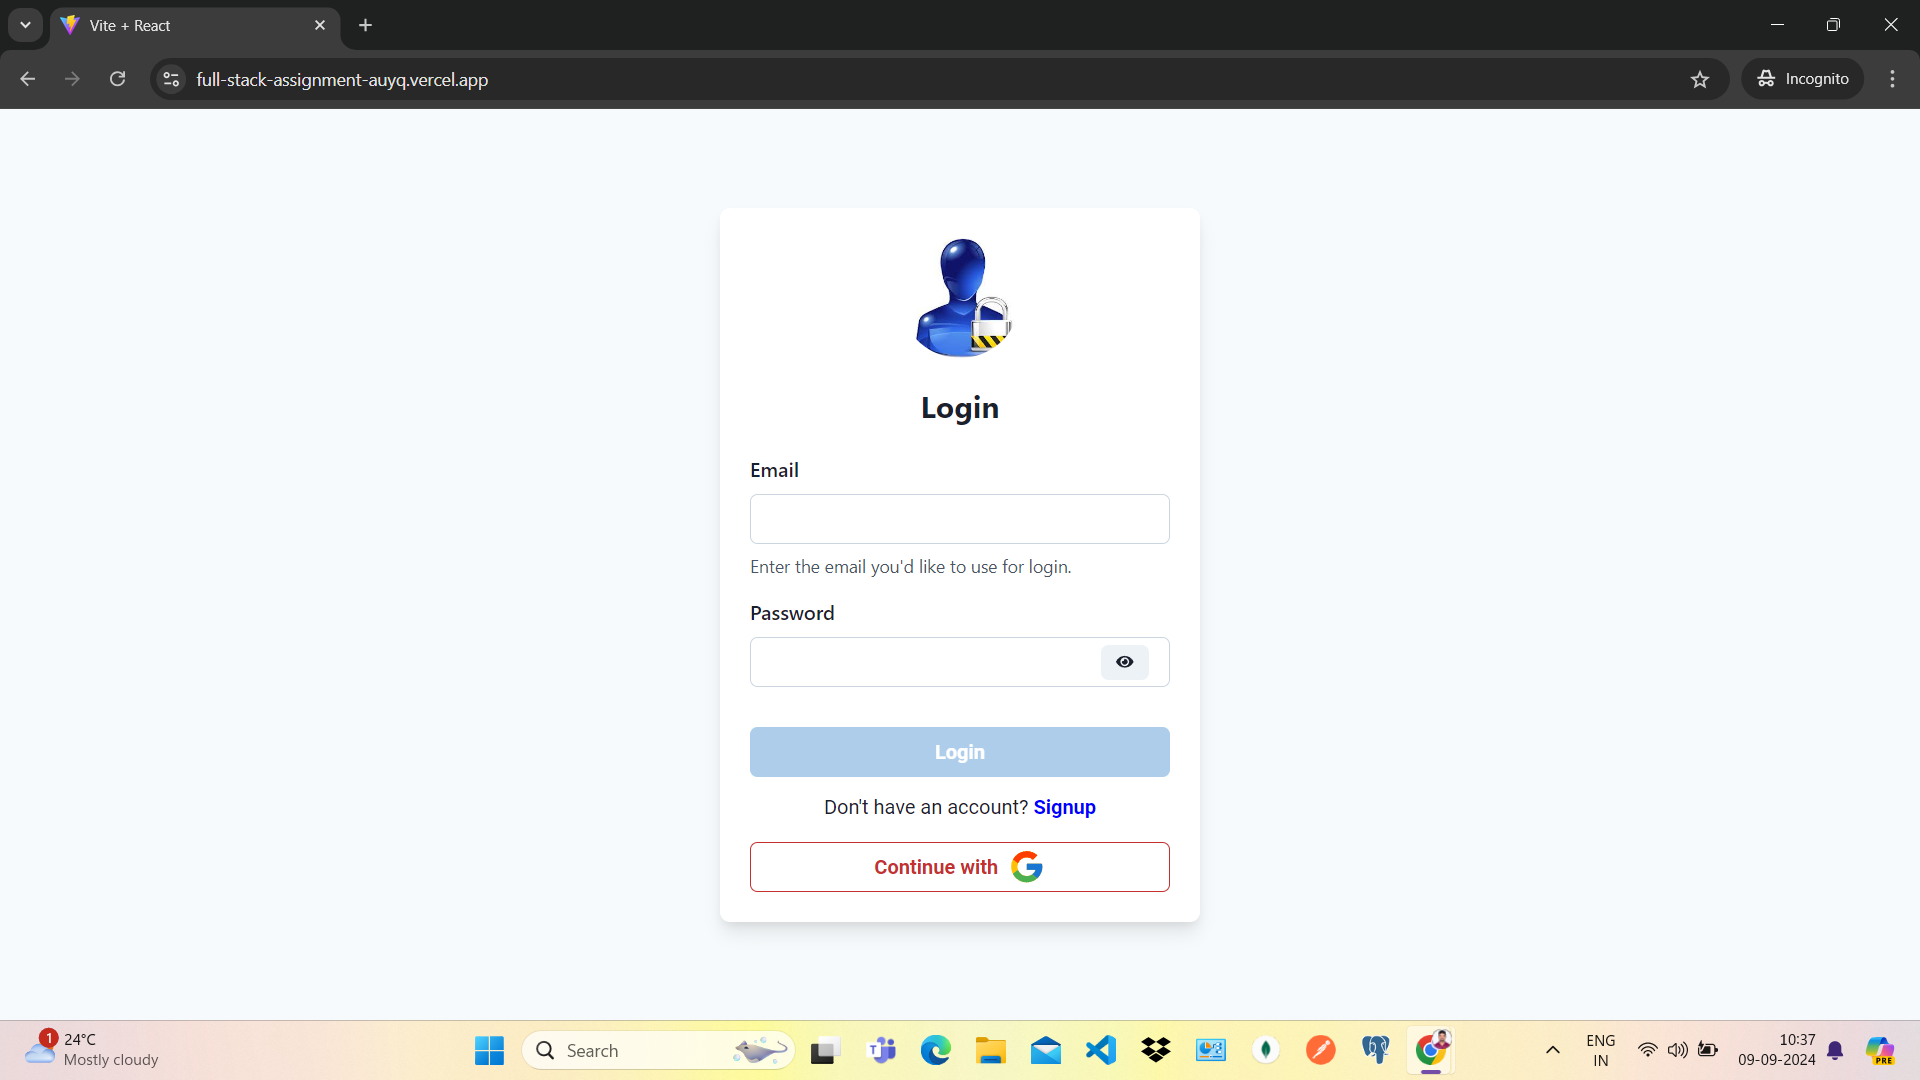 Vite + React
full-stack-assignment-auyq.vercel.app
Incognito
Login
Email
Enter the email you'd like to use for login.
Password
Login
Don't have an account? Signup
Continue with
1
24°C
Mostly cloudy
Search
ENG
IN
10:37
09-09-2024
PRE